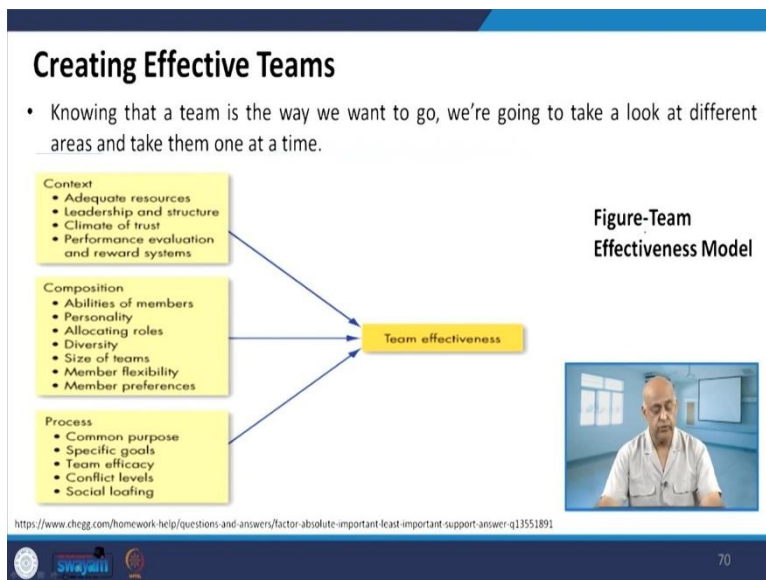 Creating Effective Teams
• Knowing that a team is the way we want to go, we’re going to take a look at different
areas and take them one at a time.
Context
• Adequate resources
• Leadership and structure
• Climate of trust
• Performance evaluation
and reward systems
Composition
• Abilities of members
• Personality
• Allocating roles
• Diversity
• Size of teams
• Member flexibility
• Member preferences
Process
• Common purpose
• Specific goals
• Team efficacy
• Conflict levels
• Social loafing
Team effectiveness
Figure-Team
Effectiveness Model
https://www.chegg.com/homework-help/questions-and-answers/factor-absolute-important-least-important-support-answer-q13551891
swayam
70